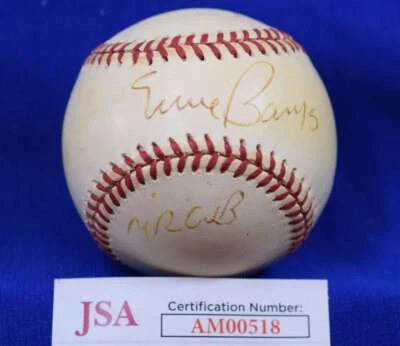 Ernie Banks
MR CUB
JSA
Certification Number:
AM00518